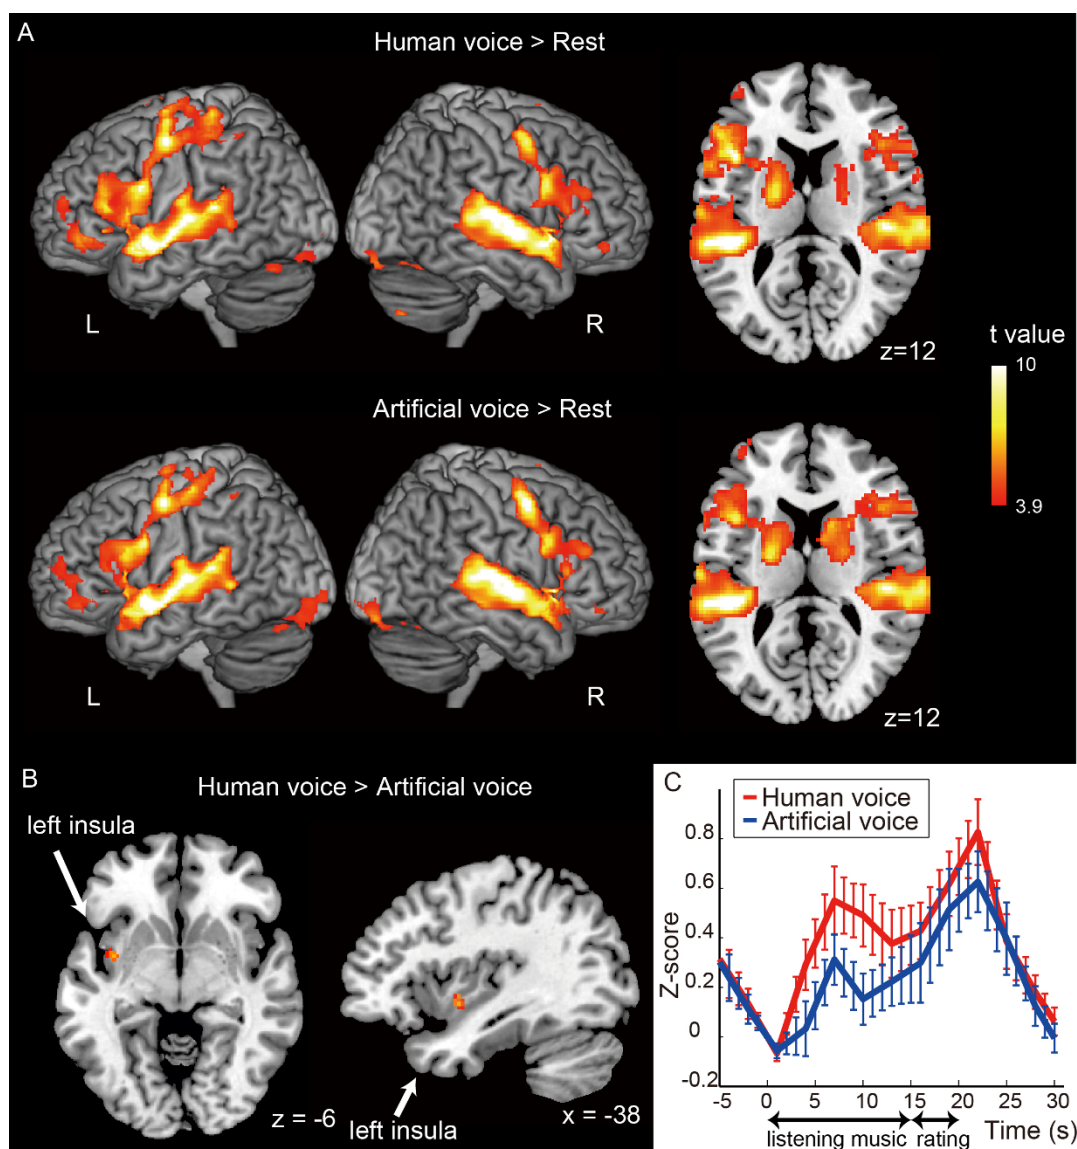 A
Human voice > Rest
L
R
z=12
t value
10
3.9
Artificial voice > Rest
L
R
z=12
B
Human voice > Artificial voice
left insula
z = -6
left insula
x = -38
C
Human voice
Artificial voice
Z-score
0.8
0.6
0.4
0.2
0
-0.2
-5 0 5 10 15 20 25 30
listening music rating Time (s)